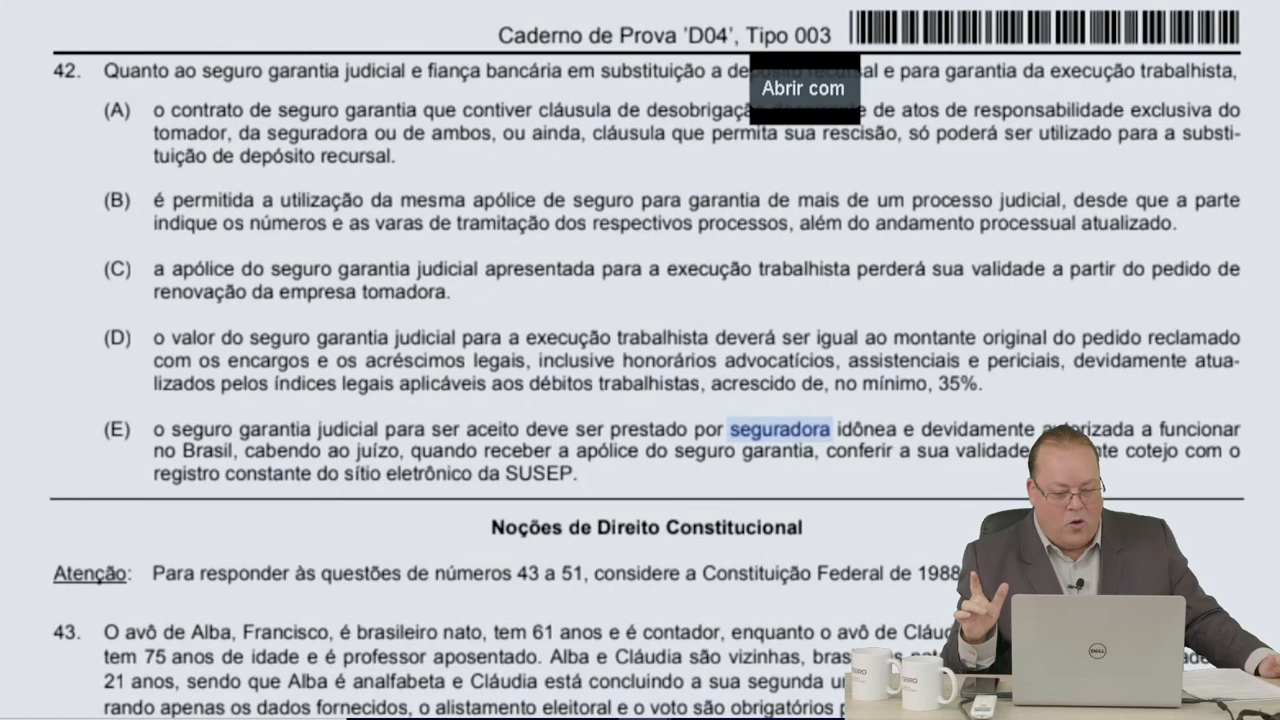 Caderno de Prova 'D04', Tipo 003
42. Quanto ao seguro garantia judicial e fiança bancária em substituição a depósito recursal e para garantia da execução trabalhista,
Abrir com
(A) o contrato de seguro garantia que contiver cláusula de desobrigação de atos de responsabilidade exclusiva do
tomador, da seguradora ou de ambos, ou ainda, cláusula que permita sua rescisão, só poderá ser utilizado para a substi-
tuição de depósito recursal.
(B) é permitida a utilização da mesma apólice de seguro para garantia de mais de um processo judicial, desde que a parte
indique os números e as varas de tramitação dos respectivos processos, além do andamento processual atualizado.
(C) a apólice do seguro garantia judicial apresentada para a execução trabalhista perderá sua validade a partir do pedido de
renovação da empresa tomadora.
(D) o valor do seguro garantia judicial para a execução trabalhista deverá ser igual ao montante original do pedido reclamado
com os encargos e os acréscimos legais, inclusive honorários advocatícios, assistenciais e periciais, devidamente atua-
lizados pelos índices legais aplicáveis aos débitos trabalhistas, acrescido de, no mínimo, 35%.
(E) o seguro garantia judicial para ser aceito deve ser prestado por seguradora idônea e devidamente autorizada a funcionar
no Brasil, cabendo ao juízo, quando receber a apólice do seguro garantia, conferir a sua validade cotejo com o
registro constante do sítio eletrônico da SUSEP.
Noções de Direito Constitucional
Atenção: Para responder às questões de números 43 a 51, considere a Constituição Federal de 1988
43. O avô de Alba, Francisco, é brasileiro nato, tem 61 anos e é contador, enquanto o avô de
tem 75 anos de idade e é professor aposentado. Alba e Cláudia são vizinhas,
21 anos, sendo que Alba é analfabeta e Cláudia está concluindo a sua segunda
rando apenas os dados fornecidos, o alistamento eleitoral e o voto são obrigatórios
DELL